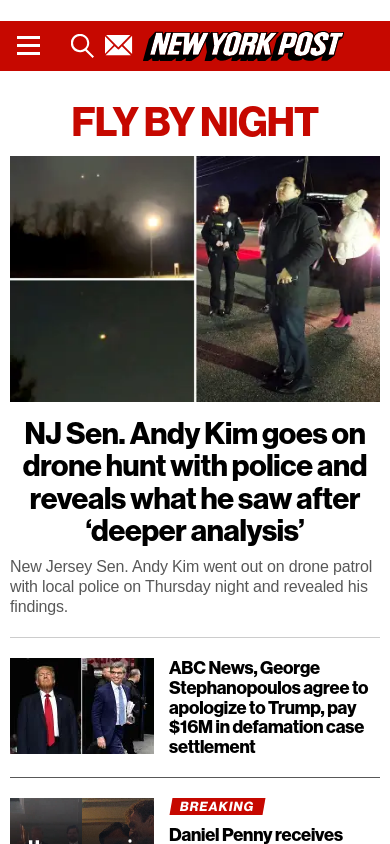 NEW YORK POST
FLY BY NIGHT
NJ Sen. Andy Kim goes on
drone hunt with police and
reveals what he saw after
‘deeper analysis’
New Jersey Sen. Andy Kim went out on drone patrol
with local police on Thursday night and revealed his
findings.
ABC News, George
Stephanopoulos agree to
apologize to Trump, pay
$16M in defamation case
settlement
BREAKING
Daniel Penny receives